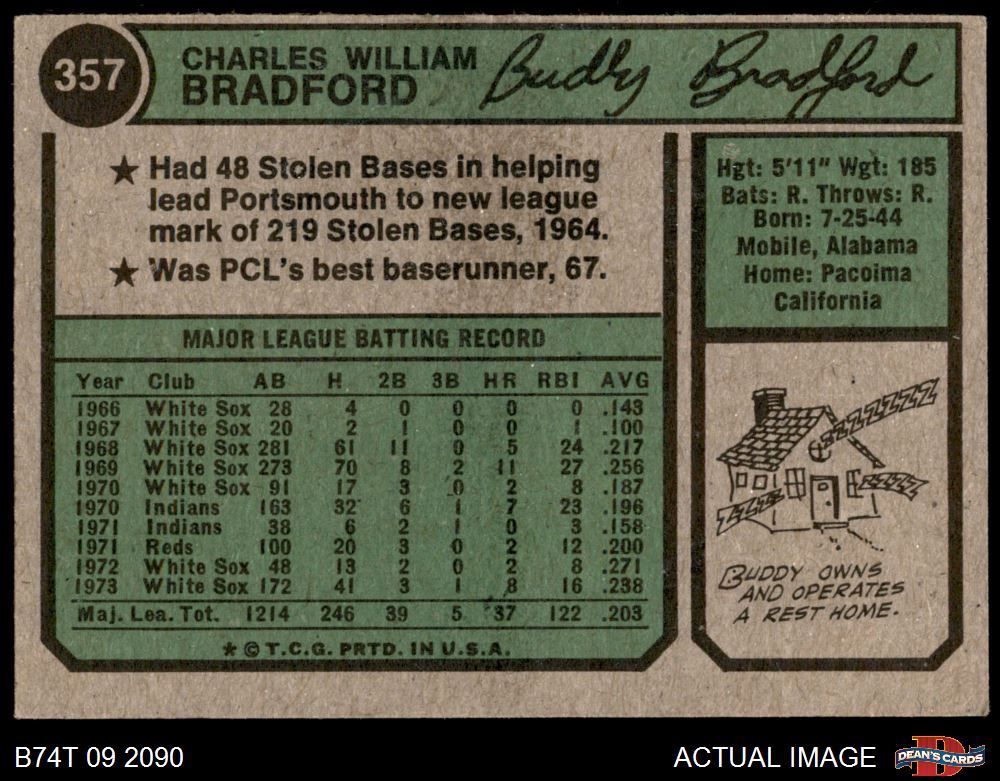 357
CHARLES WILLIAM
BRADFORD
Buddy Bradford
★ Had 48 Stolen Bases in helping
lead Portsmouth to new league
mark of 219 Stolen Bases, 1964.
★ Was PCL's best baserunner, 67.
Hgt: 5'11" Wgt: 185
Bats: R. Throws: R.
Born: 7-25-44
Mobile, Alabama
Home: Pacoima
California
MAJOR LEAGUE BATTING RECORD
Year Club AB H 2B 3B HR RBI AVG
1966 White Sox 28 4 0 0 0 0 .143
1967 White Sox 20 2 1 0 0 1 .100
1968 White Sox 281 61 11 0 5 24 .217
1969 White Sox 273 70 8 2 11 27 .256
1970 White Sox 91 17 3 0 2 8 .187
1970 Indians 163 32 6 1 7 23 .196
1971 Indians 38 6 2 1 0 3 .158
1971 Reds 100 20 3 0 2 12 .200
1972 White Sox 48 13 2 0 2 8 .271
1973 White Sox 172 41 3 1 8 16 .238
Maj. Lea. Tot. 1214 246 39 5 37 122 .203
★ © T.C.G. PRTD. IN U.S.A.
BUDDY OWNS
AND OPERATES
A REST HOME.
B74T 09 2090
ACTUAL IMAGE
D
DEAN'S CARDS